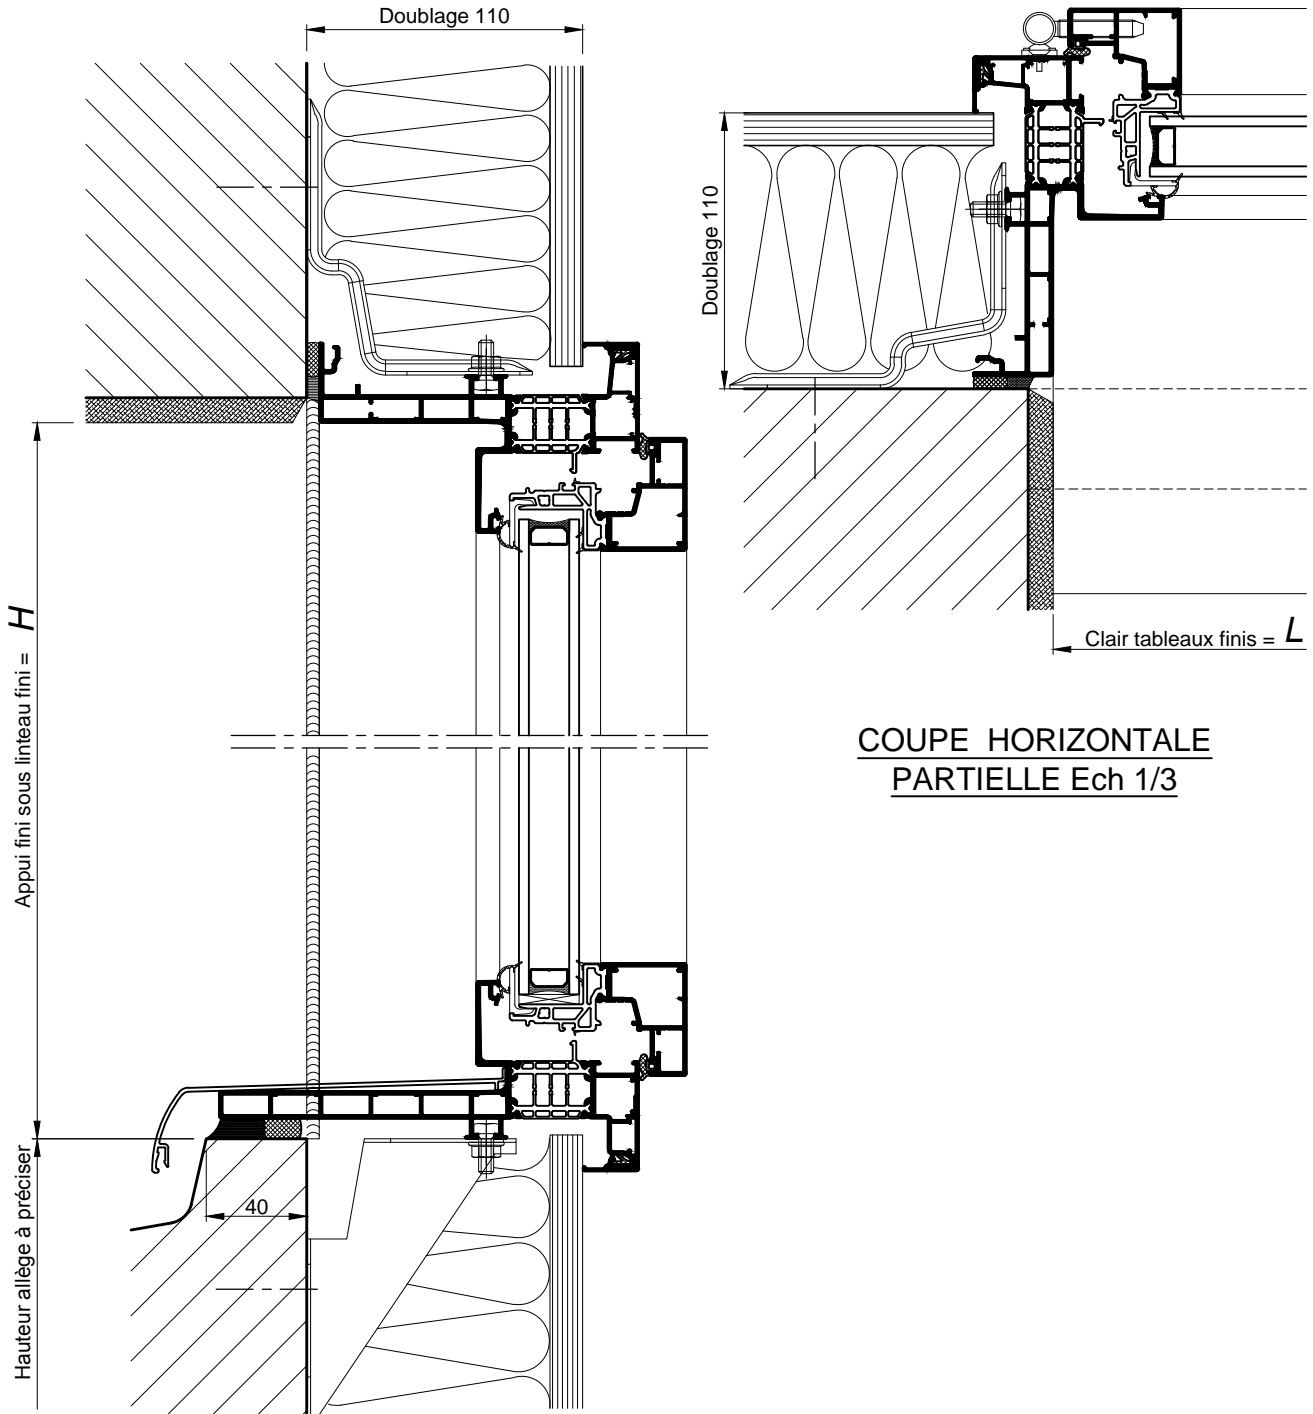 Doublage 110
Doublage 110
Appui fini sous linteau fini = H
Clair tableaux finis = L
COUPE HORIZONTALE
PARTIELLE Ech 1/3
40
Hauteur allège à préciser